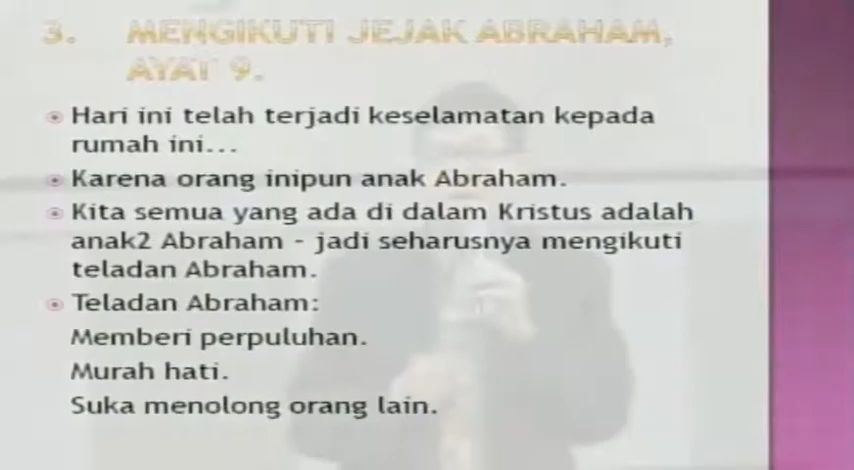 3. MENGIKUTI JEJAK ABRAHAM,
AYAT 9.
Hari ini telah terjadi keselamatan kepada
rumah ini...
Karena orang inipun anak Abraham.
Kita semua yang ada di dalam Kristus adalah
anak2 Abraham - jadi seharusnya mengikuti
teladan Abraham.
Teladan Abraham:
Memberi perpuluhan.
Murah hati.
Suka menolong orang lain.